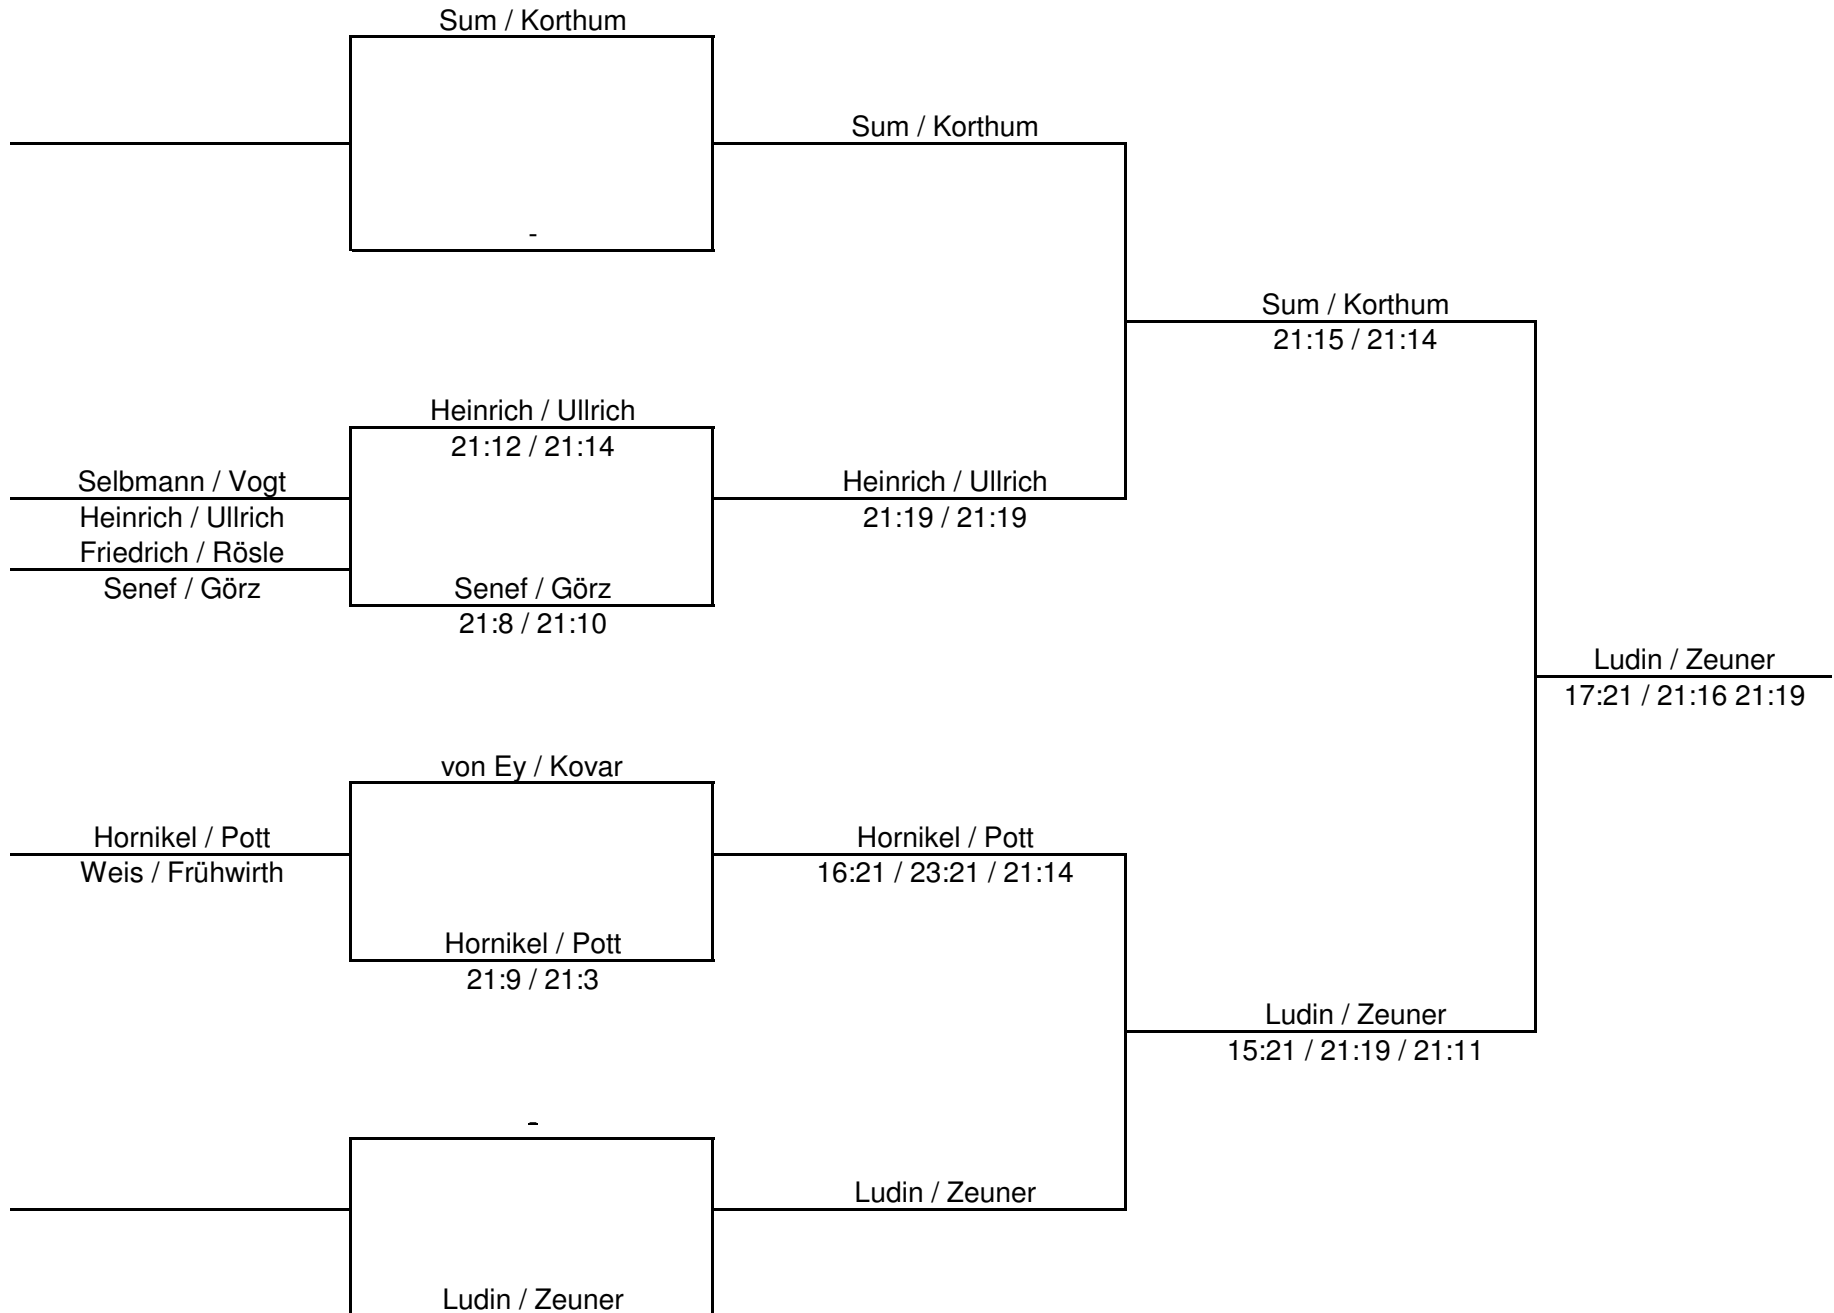 Sum / Korthum
Sum / Korthum
-
Sum / Korthum
21:15 / 21:14
Heinrich / Ullrich
21:12 / 21:14
Selbmann / Vogt
Heinrich / Ullrich
Heinrich / Ullrich
21:19 / 21:19
Friedrich / Rösle
Senef / Görz
Senef / Görz
21:8 / 21:10
Ludin / Zeuner
17:21 / 21:16 21:19
von Ey / Kovar
Hornikel / Pott
Weis / Frühwirth
Hornikel / Pott
16:21 / 23:21 / 21:14
Hornikel / Pott
21:9 / 21:3
Ludin / Zeuner
15:21 / 21:19 / 21:11
-
Ludin / Zeuner
Ludin / Zeuner